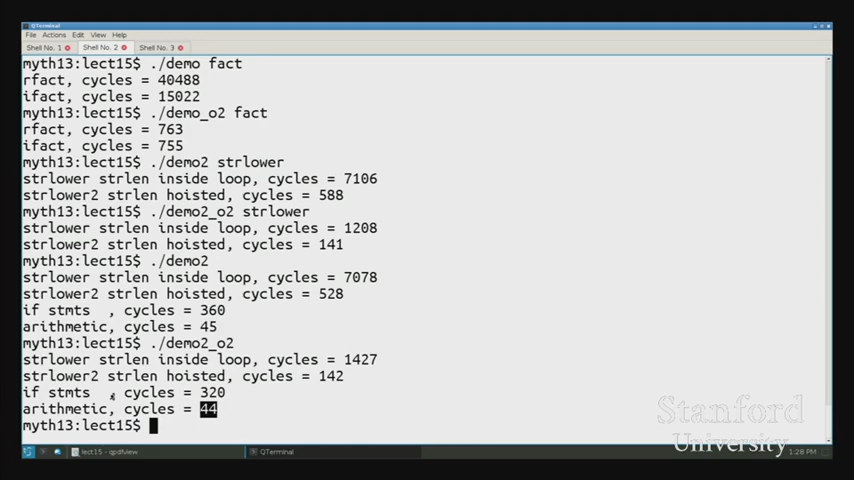 QTerminal
File Actions Edit View Help
Shell No. 1 Shell No. 2 Shell No. 3
myth13:lect15$ ./demo fact
rfact, cycles = 40488
ifact, cycles = 15022
myth13:lect15$ ./demo_o2 fact
rfact, cycles = 763
ifact, cycles = 755
myth13:lect15$ ./demo2 strlower
strlower strlen inside loop, cycles = 7106
strlower2 strlen hoisted, cycles = 588
myth13:lect15$ ./demo2_o2 strlower
strlower strlen inside loop, cycles = 1208
strlower2 strlen hoisted, cycles = 141
myth13:lect15$ ./demo2
strlower strlen inside loop, cycles = 7078
strlower2 strlen hoisted, cycles = 528
if stmts  , cycles = 360
arithmetic, cycles = 45
myth13:lect15$ ./demo2_o2
strlower strlen inside loop, cycles = 1427
strlower2 strlen hoisted, cycles = 142
if stmts  , cycles = 320
arithmetic, cycles = 44
myth13:lect15$
Stanford
University
lect15 - qpdfview QTerminal 1:28 PM